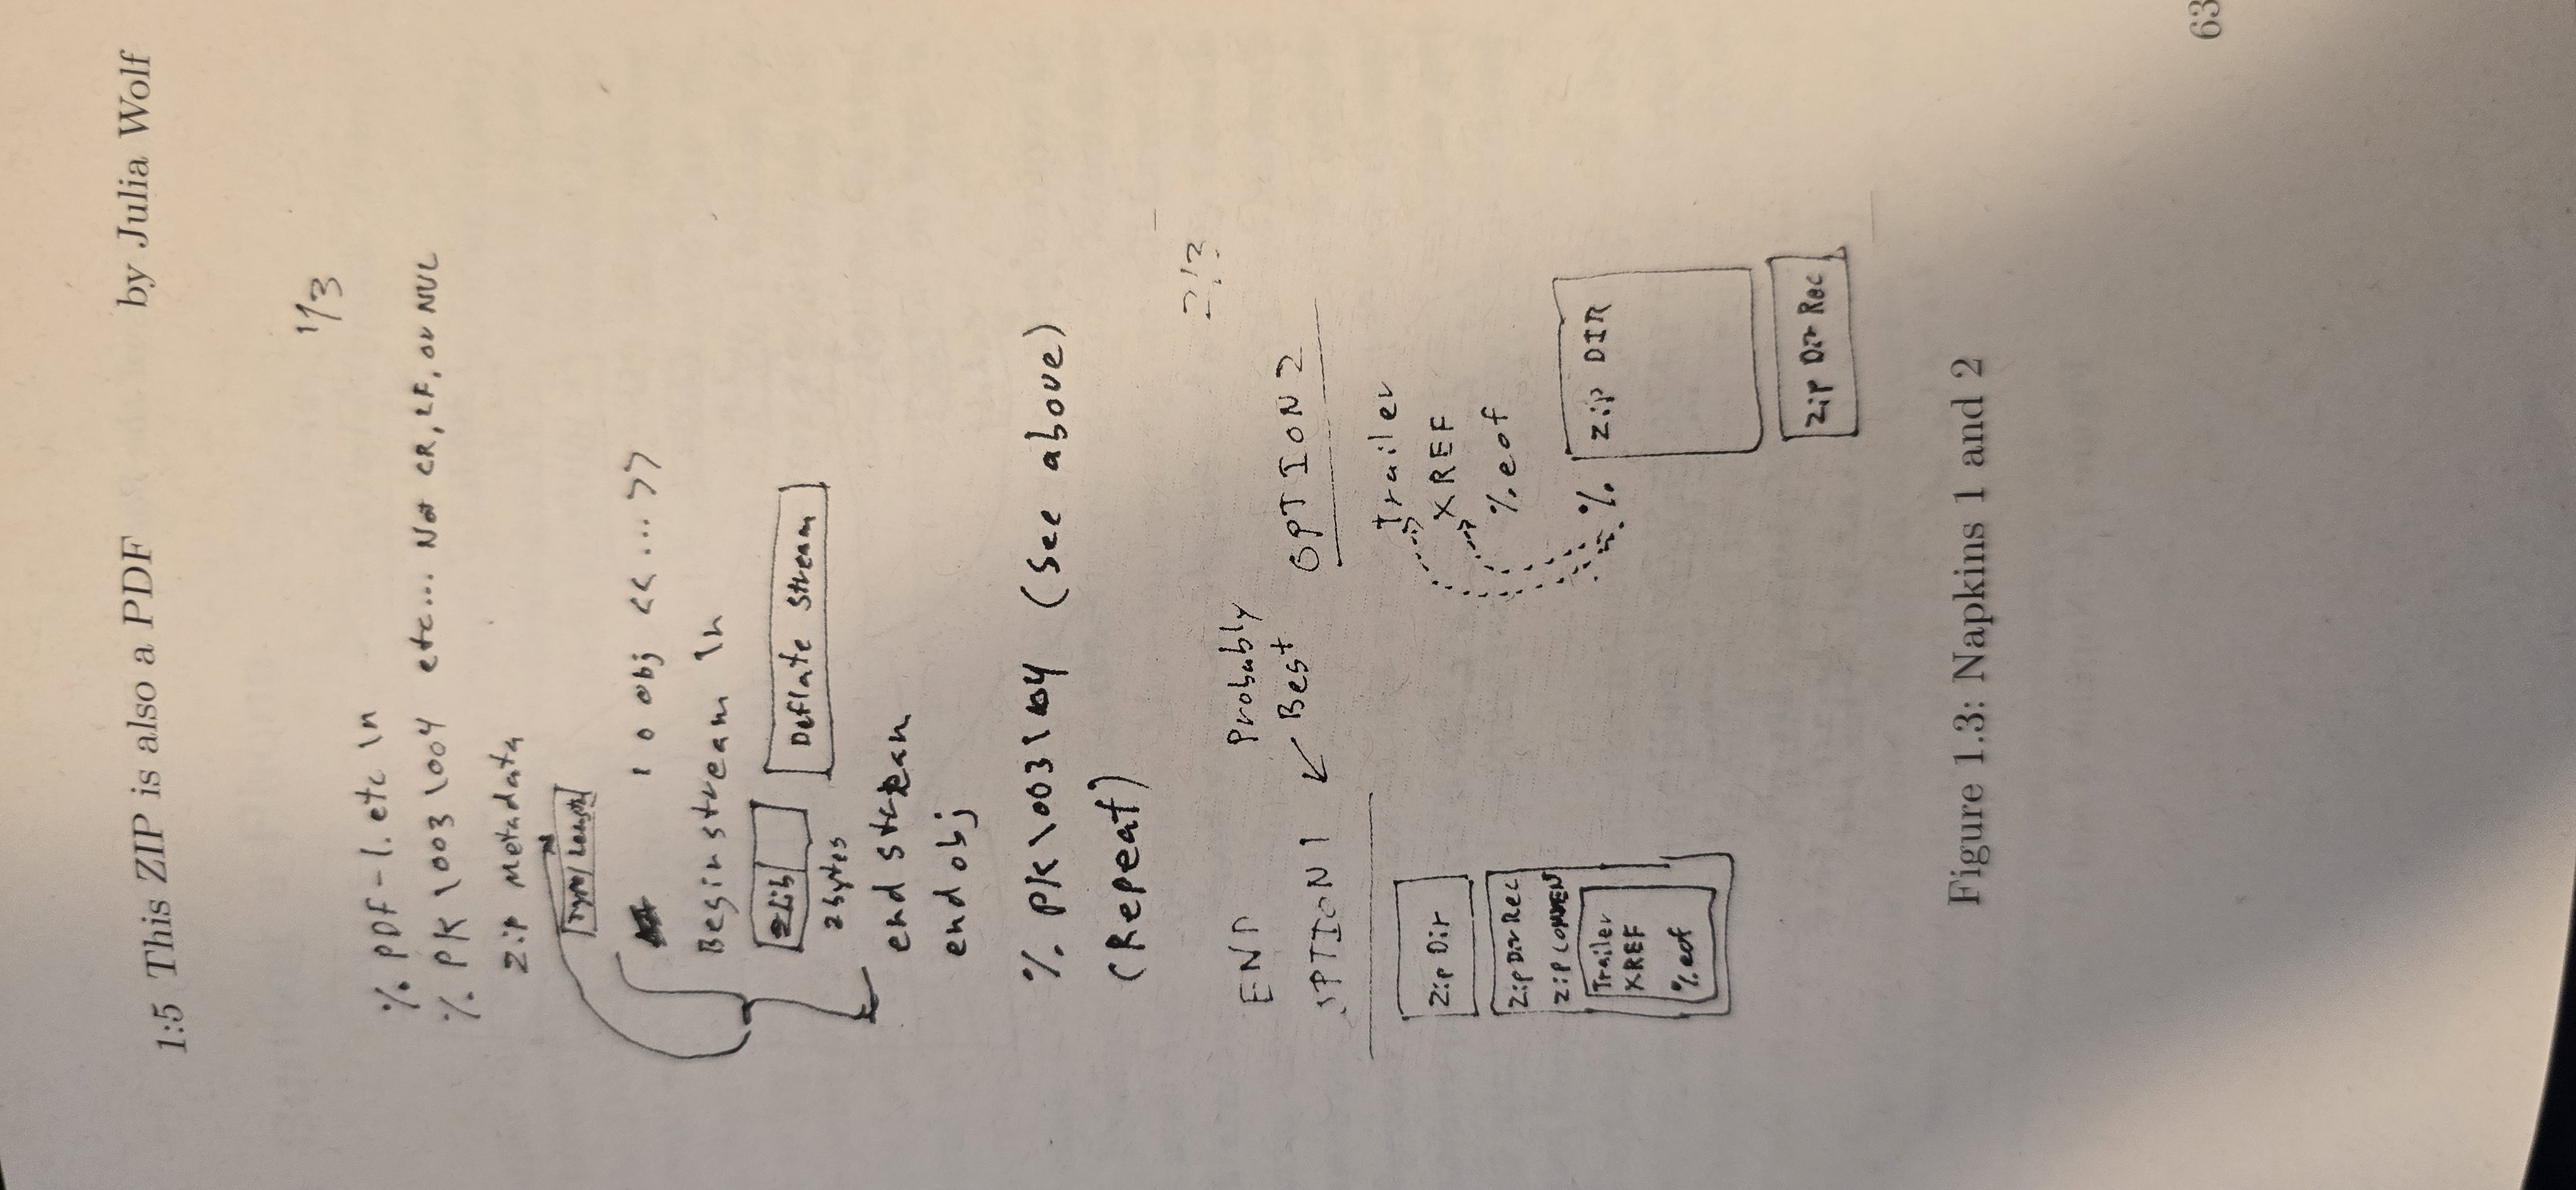 1:5 This ZIP is also a PDF by Julia Wolf
1/3
% PDF-1.etc \n
% PK\003\004 etc... Not CR, LF, or NUL
zip metadata
1 0 obj << ... >>
Begin stream \n
zlib Deflate Stream
2 bytes
end stream
end obj
% PK\003\004 (see above)
(Repeat)
2/3
END Probably
OPTION 1 ← Best OPTION 2
zip Dir
zip Dir Rec
zip COMMENT
Trailer
XREF
%eof
Trailer
XREF
%eof
% zip DIR
zip Dir Rec
Figure 1.3: Napkins 1 and 2
63